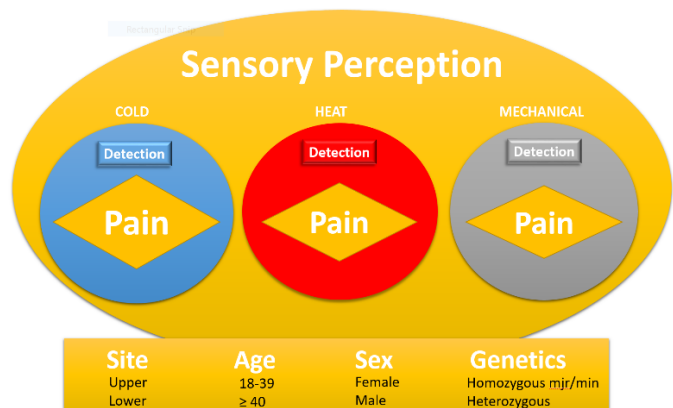 Sensory Perception
COLD HEAT MECHANICAL
Detection Detection Detection
Pain Pain Pain
Site Age Sex Genetics
Upper 18-39 Female Homozygous mjr/min
Lower ≥ 40 Male Heterozygous